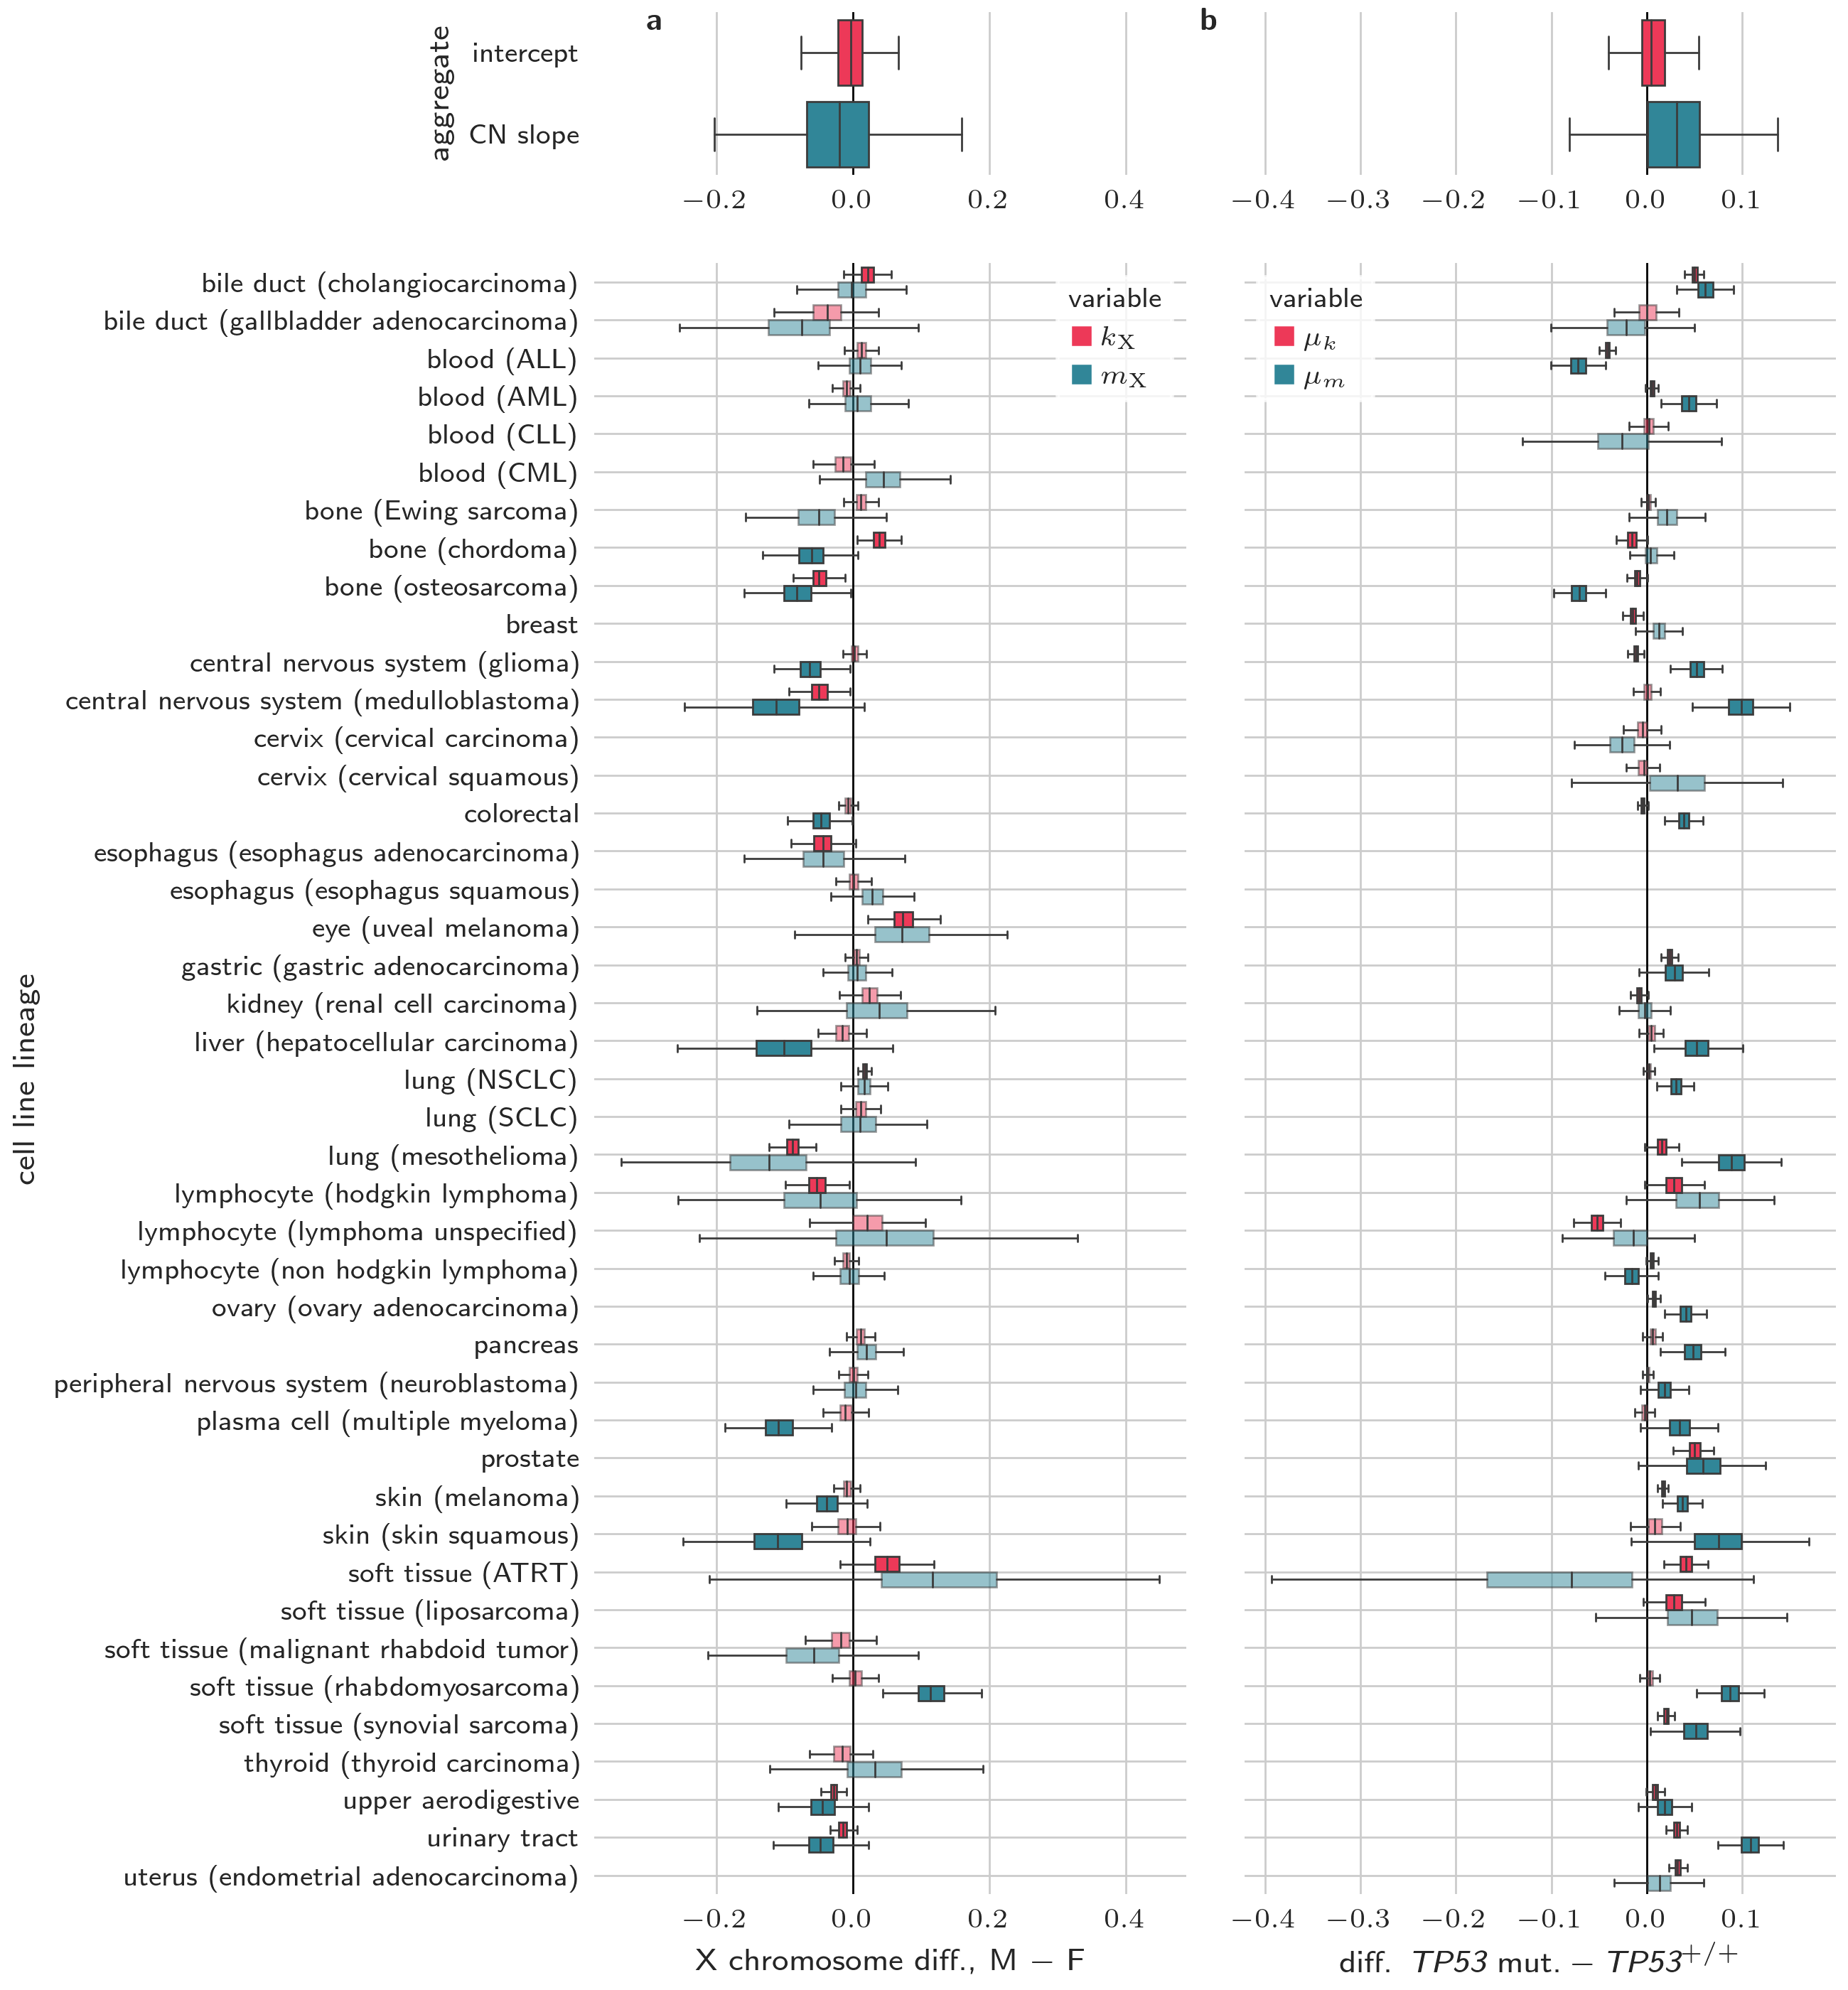 a
b
aggregate
intercept
CN slope
−0.2 0.0 0.2 0.4
−0.4 −0.3 −0.2 −0.1 0.0 0.1
cell line lineage
bile duct (cholangiocarcinoma)
bile duct (gallbladder adenocarcinoma)
blood (ALL)
blood (AML)
blood (CLL)
blood (CML)
bone (Ewing sarcoma)
bone (chordoma)
bone (osteosarcoma)
breast
central nervous system (glioma)
central nervous system (medulloblastoma)
cervix (cervical carcinoma)
cervix (cervical squamous)
colorectal
esophagus (esophagus adenocarcinoma)
esophagus (esophagus squamous)
eye (uveal melanoma)
gastric (gastric adenocarcinoma)
kidney (renal cell carcinoma)
liver (hepatocellular carcinoma)
lung (NSCLC)
lung (SCLC)
lung (mesothelioma)
lymphocyte (hodgkin lymphoma)
lymphocyte (lymphoma unspecified)
lymphocyte (non hodgkin lymphoma)
ovary (ovary adenocarcinoma)
pancreas
peripheral nervous system (neuroblastoma)
plasma cell (multiple myeloma)
prostate
skin (melanoma)
skin (skin squamous)
soft tissue (ATRT)
soft tissue (liposarcoma)
soft tissue (malignant rhabdoid tumor)
soft tissue (rhabdomyosarcoma)
soft tissue (synovial sarcoma)
thyroid (thyroid carcinoma)
upper aerodigestive
urinary tract
uterus (endometrial adenocarcinoma)
variable
k_X
m_X
variable
μ_k
μ_m
−0.2 0.0 0.2 0.4
−0.4 −0.3 −0.2 −0.1 0.0 0.1
X chromosome diff., M − F
diff. TP53 mut. − TP53^{+/+}